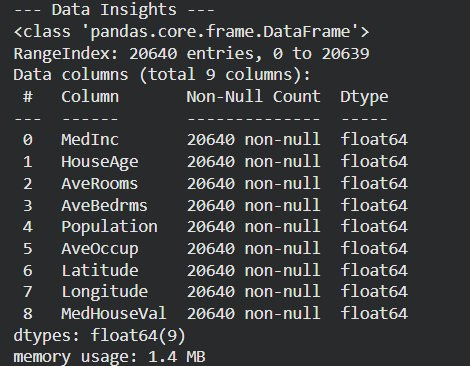 --- Data Insights ---
<class 'pandas.core.frame.DataFrame'>
RangeIndex: 20640 entries, 0 to 20639
Data columns (total 9 columns):
 #   Column       Non-Null Count  Dtype
---  ------       --------------  -----
 0   MedInc       20640 non-null  float64
 1   HouseAge     20640 non-null  float64
 2   AveRooms     20640 non-null  float64
 3   AveBedrms    20640 non-null  float64
 4   Population   20640 non-null  float64
 5   AveOccup     20640 non-null  float64
 6   Latitude     20640 non-null  float64
 7   Longitude    20640 non-null  float64
 8   MedHouseVal  20640 non-null  float64
dtypes: float64(9)
memory usage: 1.4 MB